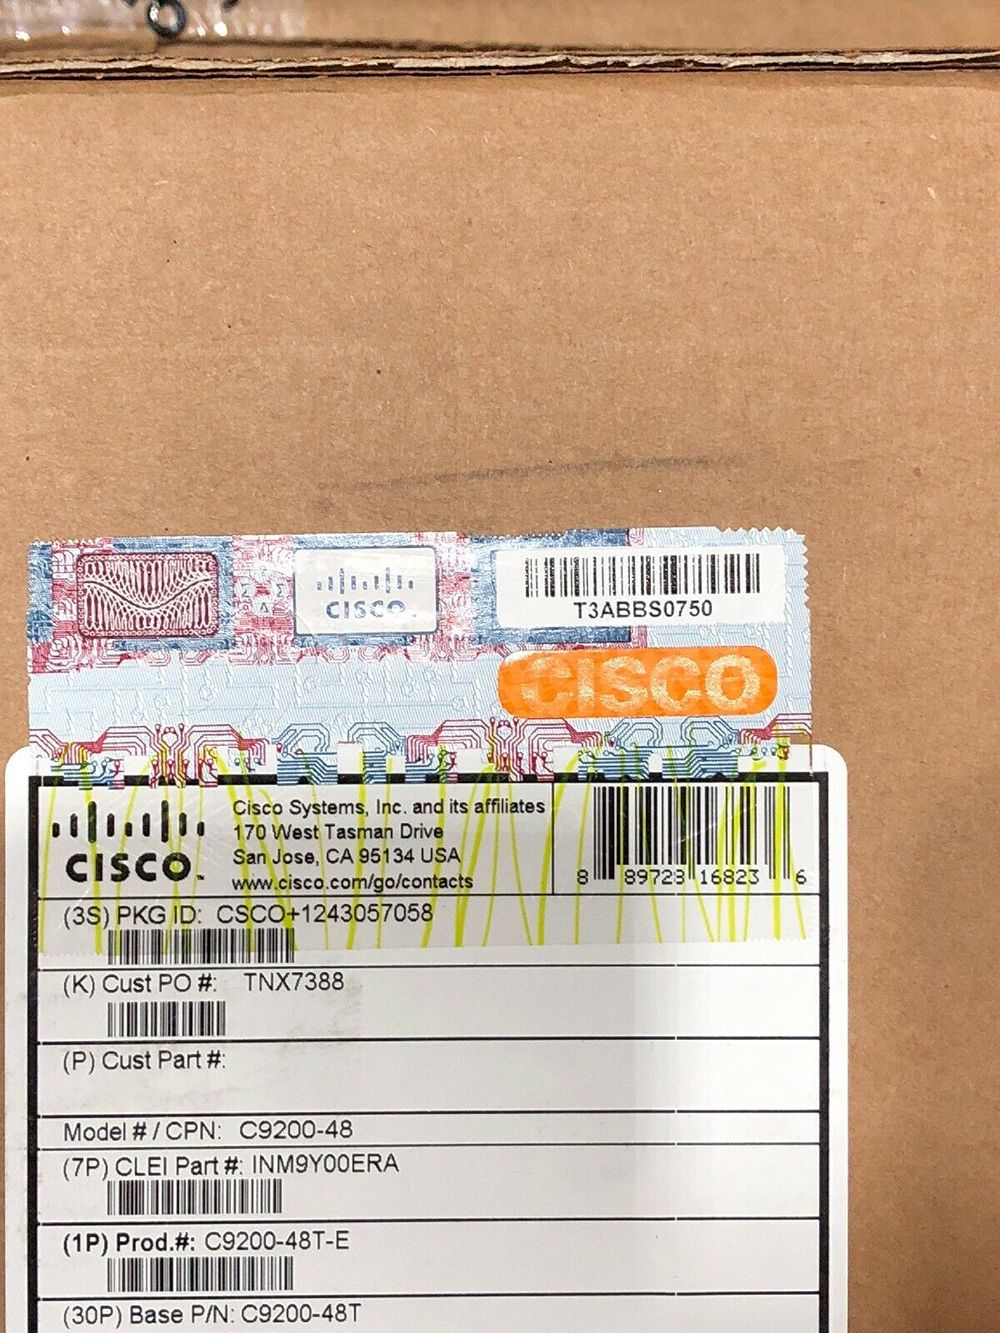 CISCO
T3ABBS0750
CISCO
CISCO
Cisco Systems, Inc. and its affiliates
170 West Tasman Drive
San Jose, CA 95134 USA
www.cisco.com/go/contacts
8 89728 16823 6
(3S) PKG ID: CSCO+1243057058
(K) Cust PO #: TNX7388
(P) Cust Part #:
Model # / CPN: C9200-48
(7P) CLEI Part #: INM9Y00ERA
(1P) Prod.#: C9200-48T-E
(30P) Base P/N: C9200-48T